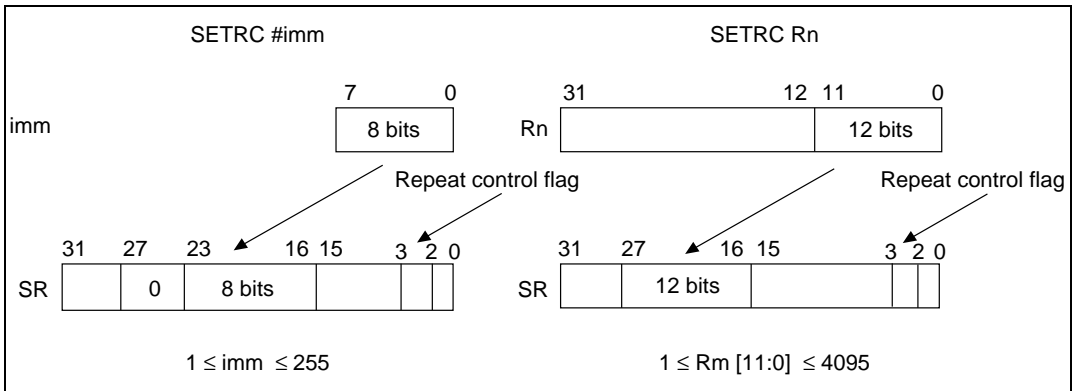 SETRC #imm SETRC Rn
7 0 31 12 11 0
imm 8 bits Rn 12 bits
Repeat control flag Repeat control flag
31 27 23 16 15 3 2 0 31 27 16 15 3 2 0
SR 0 8 bits SR 12 bits
1 ≤ imm ≤ 255 1 ≤ Rm [11:0] ≤ 4095